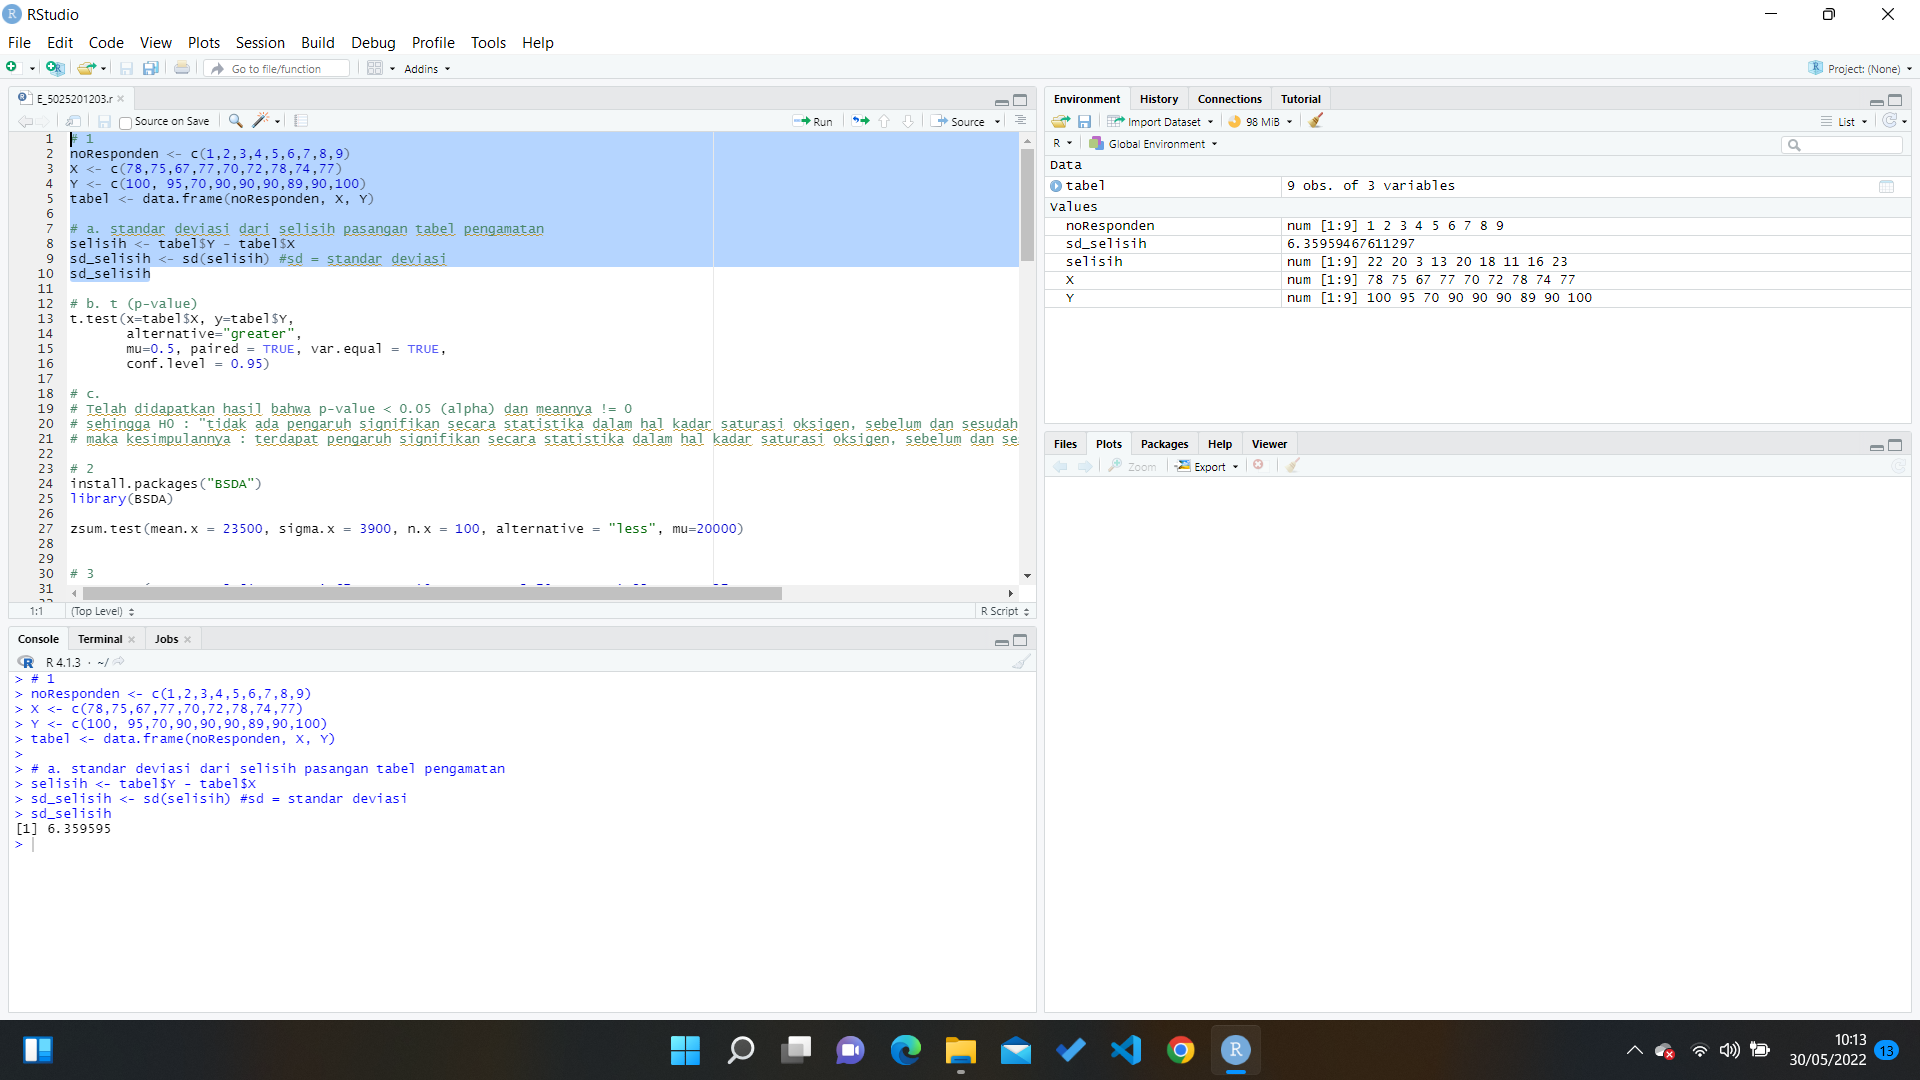 RStudio
File Edit Code View Plots Session Build Debug Profile Tools Help
Go to file/function Addins Project: (None)
E_5025201203.r
Source on Save Run Source
1 # 1
2 noResponden <- c(1,2,3,4,5,6,7,8,9)
3 X <- c(78,75,67,77,70,72,78,74,77)
4 Y <- c(100, 95,70,90,90,90,89,90,100)
5 tabel <- data.frame(noResponden, X, Y)
6
7 # a. standar deviasi dari selisih pasangan tabel pengamatan
8 selisih <- tabel$Y - tabel$X
9 sd_selisih <- sd(selisih) #sd = standar deviasi
10 sd_selisih
11
12 # b. t (p-value)
13 t.test(x=tabel$X, y=tabel$Y,
14 alternative="greater",
15 mu=0.5, paired = TRUE, var.equal = TRUE,
16 conf.level = 0.95)
17
18 # c.
19 # Telah didapatkan hasil bahwa p-value < 0.05 (alpha) dan meannya != 0
20 # sehingga H0 : "tidak ada pengaruh signifikan secara statistika dalam hal kadar saturasi oksigen, sebelum dan sesudah
21 # maka kesimpulannya : terdapat pengaruh signifikan secara statistika dalam hal kadar saturasi oksigen, sebelum dan se
22
23 # 2
24 install.packages("BSDA")
25 library(BSDA)
26
27 zsum.test(mean.x = 23500, sigma.x = 3900, n.x = 100, alternative = "less", mu=20000)
28
29
30 # 3
31
1:1 (Top Level) R Script
Console Terminal Jobs
R 4.1.3 · ~/
> # 1
> noResponden <- c(1,2,3,4,5,6,7,8,9)
> X <- c(78,75,67,77,70,72,78,74,77)
> Y <- c(100, 95,70,90,90,90,89,90,100)
> tabel <- data.frame(noResponden, X, Y)
>
> # a. standar deviasi dari selisih pasangan tabel pengamatan
> selisih <- tabel$Y - tabel$X
> sd_selisih <- sd(selisih) #sd = standar deviasi
> sd_selisih
[1] 6.359595
>
Environment History Connections Tutorial
Import Dataset 98 MiB List
R Global Environment
Data
tabel 9 obs. of 3 variables
Values
noResponden num [1:9] 1 2 3 4 5 6 7 8 9
sd_selisih 6.35959467611297
selisih num [1:9] 22 20 3 13 20 18 11 16 23
X num [1:9] 78 75 67 77 70 72 78 74 77
Y num [1:9] 100 95 70 90 90 90 89 90 100
Files Plots Packages Help Viewer
Zoom Export
10:13
30/05/2022 13